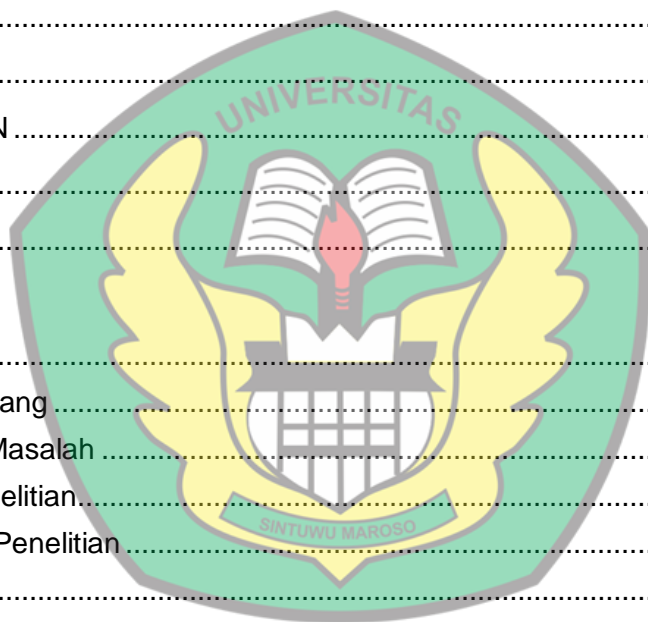 ................................................................
UNIVERSITAS
................................................................
N ................................................................
................................................................
................................................................
................................................................
ang ................................................................
Masalah ................................................................
elitian................................................................
SINTUWU MAROSO
Penelitian ................................................................
................................................................